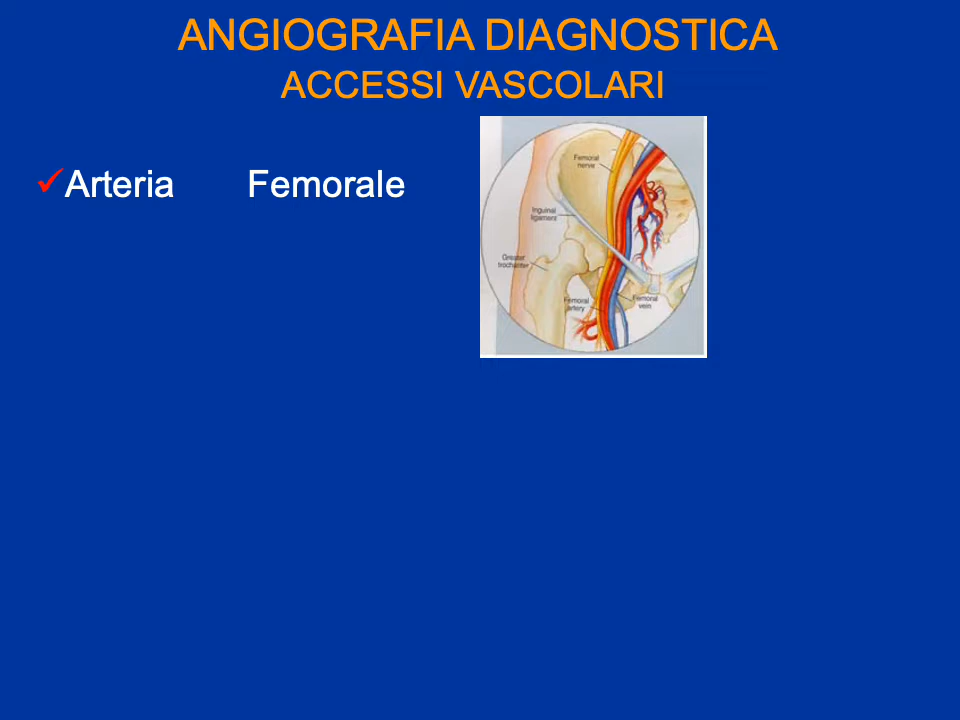 ANGIOGRAFIA DIAGNOSTICA
ACCESSI VASCOLARI
Arteria Femorale
Femoral
nerve
Inguinal
ligament
Greater
trochanter
Femoral
artery
Femoral
vein